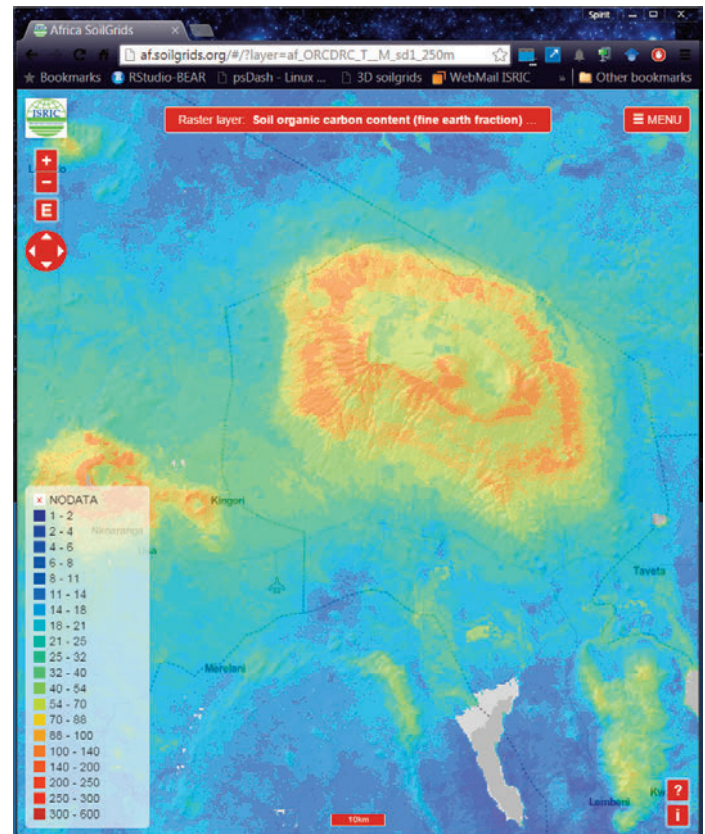 Spirit
Africa SoilGrids
af.soilgrids.org/#/?layer=af_ORCDRC_T__M_sd1_250m
Bookmarks RStudio-BEAR psDash - Linux ... 3D soilgrids WebMail ISRIC » Other bookmarks
ISRIC
Raster layer: Soil organic carbon content (fine earth fraction) ...
MENU
+
−
E
Kingori
Taveta
Merelani
Lembeni
NODATA
1 - 2
2 - 4
4 - 6
6 - 8
8 - 11
11 - 14
14 - 18
18 - 21
21 - 25
25 - 32
32 - 40
40 - 54
54 - 70
70 - 88
88 - 100
100 - 140
140 - 200
200 - 250
250 - 300
300 - 600
10km
?
i